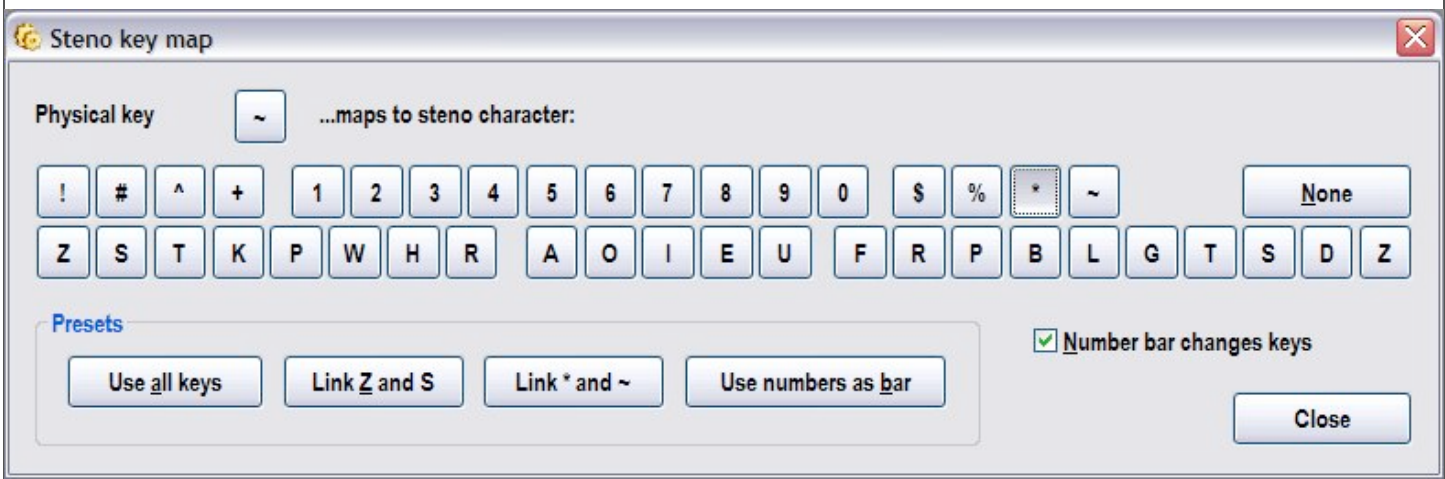 Steno key map
Physical key ~ ...maps to steno character:
! # ^ + 1 2 3 4 5 6 7 8 9 0 $ % * ~ None
Z S T K P W H R A O I E U F R P B L G T S D Z
Presets
Number bar changes keys
Use all keys Link Z and S Link * and ~ Use numbers as bar
Close